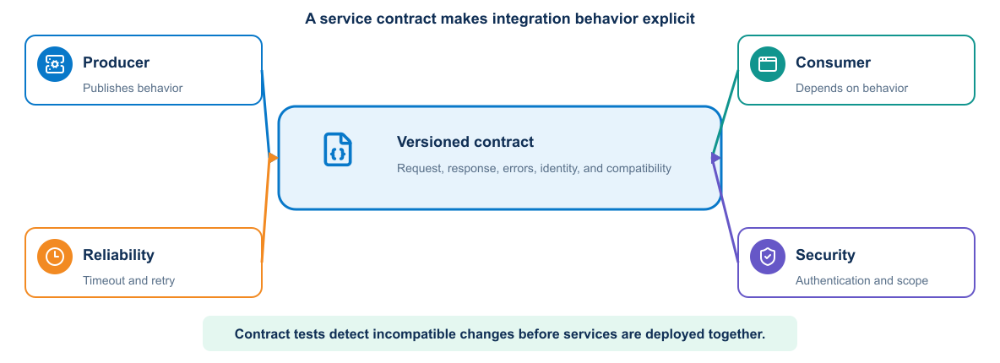 A service contract makes integration behavior explicit
Producer
Publishes behavior
Consumer
Depends on behavior
Versioned contract
Request, response, errors, identity, and compatibility
Reliability
Timeout and retry
Security
Authentication and scope
Contract tests detect incompatible changes before services are deployed together.